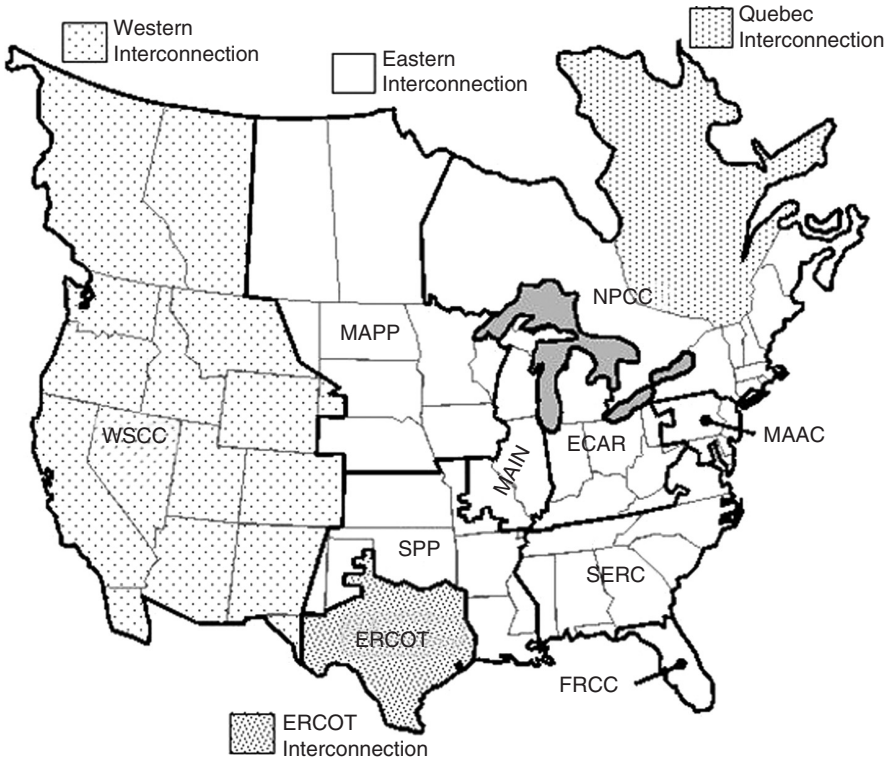 Western
Interconnection
Eastern
Interconnection
Quebec
Interconnection
NPCC
MAPP
WSCC
MAIN
ECAR
MAAC
SPP
SERC
ERCOT
FRCC
ERCOT
Interconnection